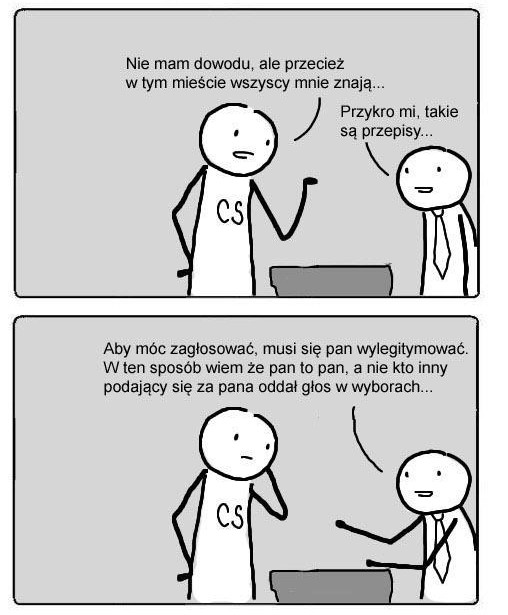 Nie mam dowodu, ale przecież
w tym mieście wszyscy mnie znają...
Przykro mi, takie
są przepisy...
CS
Aby móc zagłosować, musi się pan wylegitymować.
W ten sposób wiem że pan to pan, a nie kto inny
podający się za pana oddał głos w wyborach...
CS